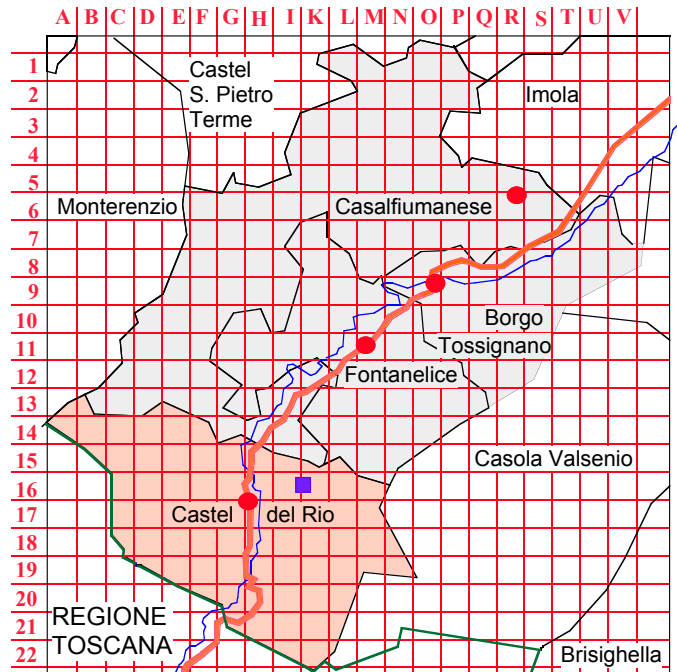 A B C D E F G H I K L M N O P Q R S T U V
1
2
3
4
5
6
7
8
9
10
11
12
13
14
15
16
17
18
19
20
21
22
Castel
S. Pietro
Terme
Imola
Monterenzio
Casalfiumanese
Borgo
Tossignano
Fontanelice
Casola Valsenio
Castel del Rio
REGIONE
TOSCANA
Brisighella